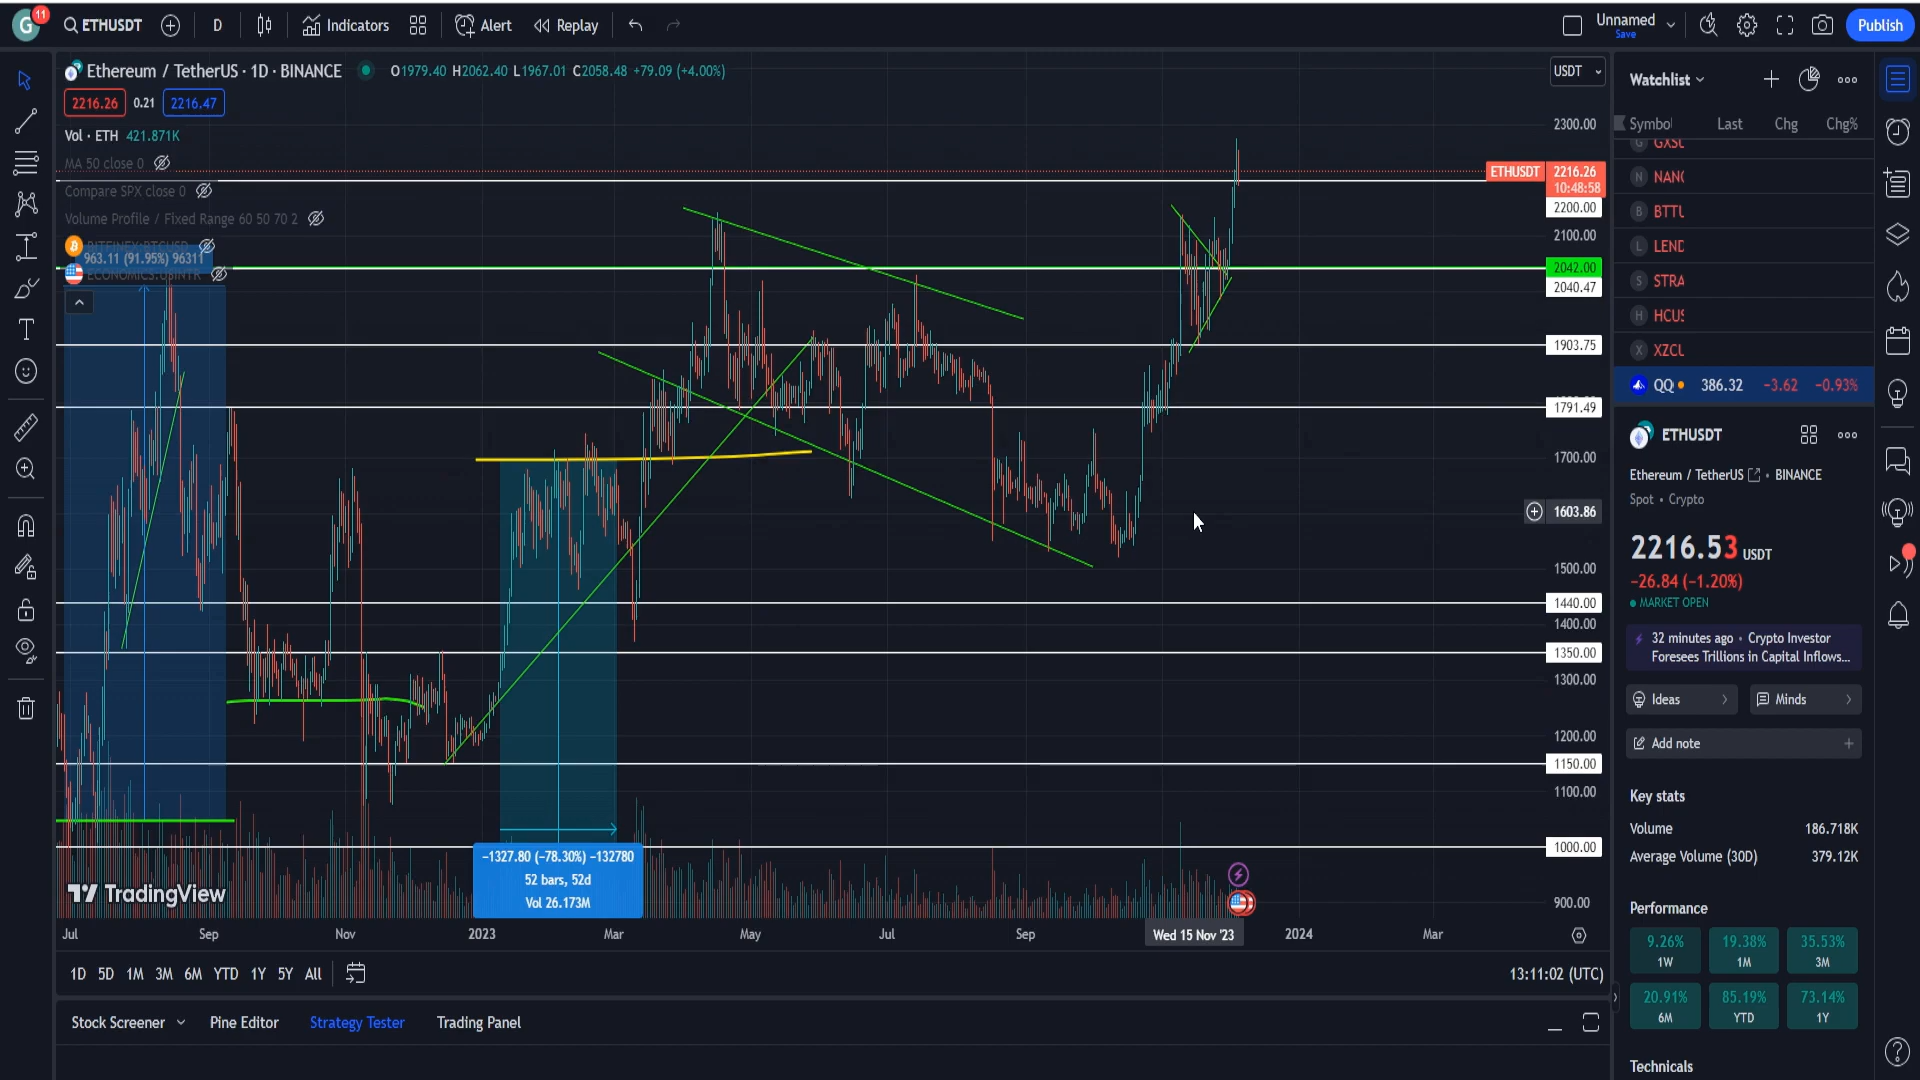 G 11 ETHUSDT D Indicators Alert Replay Unnamed Save Publish
Ethereum / TetherUS · 1D · BINANCE O1979.40 H2062.40 L1967.01 C2058.48 +79.09 (+4.00%) USDT
2216.26 0.21 2216.47
Vol · ETH 421.871K
MA 50 close 0
Compare SPX close 0
Volume Profile / Fixed Range 60 50 70 2
BITFINEX:BTCUSD
963.11 (91.95%) 96311
ECONOMICS:USINTR
2300.00
ETHUSDT 2216.26
10:48:58
2200.00
2100.00
2042.00
2040.47
1903.75
1791.49
1700.00
1603.86
1500.00
1440.00
1400.00
1350.00
1300.00
1200.00
1150.00
1100.00
1000.00
900.00
−1327.80 (−78.30%) −132780
52 bars, 52d
Vol 26.173M
TradingView
Jul Sep Nov 2023 Mar May Jul Sep Wed 15 Nov '23 2024 Mar
1D 5D 1M 3M 6M YTD 1Y 5Y All 13:11:02 (UTC)
Stock Screener Pine Editor Strategy Tester Trading Panel
Watchlist
Symbol Last Chg Chg%
G GXSU
N NANO
B BTTU
L LEND
S STRA
H HCUS
X XZCU
QQ 386.32 −3.62 −0.93%
ETHUSDT
Ethereum / TetherUS · BINANCE
Spot · Crypto
2216.53 USDT
−26.84 (−1.20%)
MARKET OPEN
32 minutes ago · Crypto Investor
Foresees Trillions in Capital Inflows...
Ideas Minds
Add note
Key stats
Volume 186.718K
Average Volume (30D) 379.12K
Performance
9.26% 19.38% 35.53%
1W 1M 3M
20.91% 85.19% 73.14%
6M YTD 1Y
Technicals